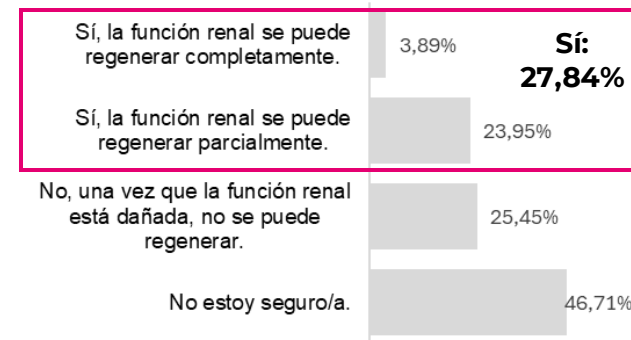 Sí, la función renal se puede
regenerar completamente.
3,89%
Sí:
27,84%
Sí, la función renal se puede
regenerar parcialmente.
23,95%
No, una vez que la función renal
está dañada, no se puede
regenerar.
25,45%
No estoy seguro/a.
46,71%